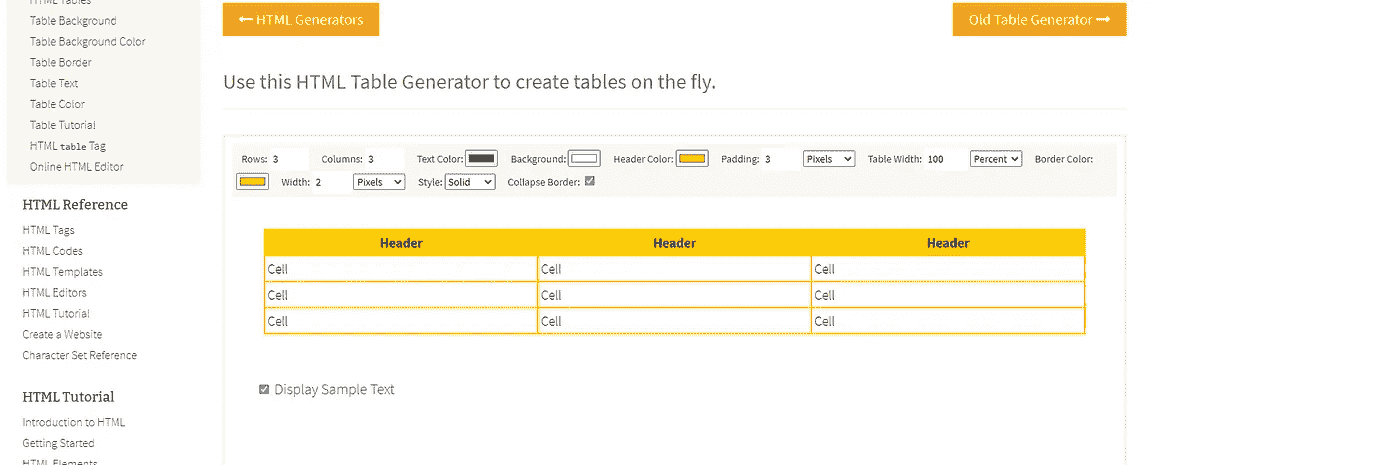 HTML Tables
Table Background
Table Background Color
Table Border
Table Text
Table Color
Table Tutorial
HTML table Tag
Online HTML Editor
HTML Reference
HTML Tags
HTML Codes
HTML Templates
HTML Editors
HTML Tutorial
Create a Website
Character Set Reference
HTML Tutorial
Introduction to HTML
Getting Started
HTML Elements
HTML Generators
Old Table Generator
Use this HTML Table Generator to create tables on the fly.
Rows: 3 Columns: 3 Text Color: Background: Header Color: Padding: 3 Pixels Table Width: 100 Percent Border Color:
Width: 2 Pixels Style: Solid Collapse Border:
Header Header Header
Cell Cell Cell
Cell Cell Cell
Cell Cell Cell
Display Sample Text